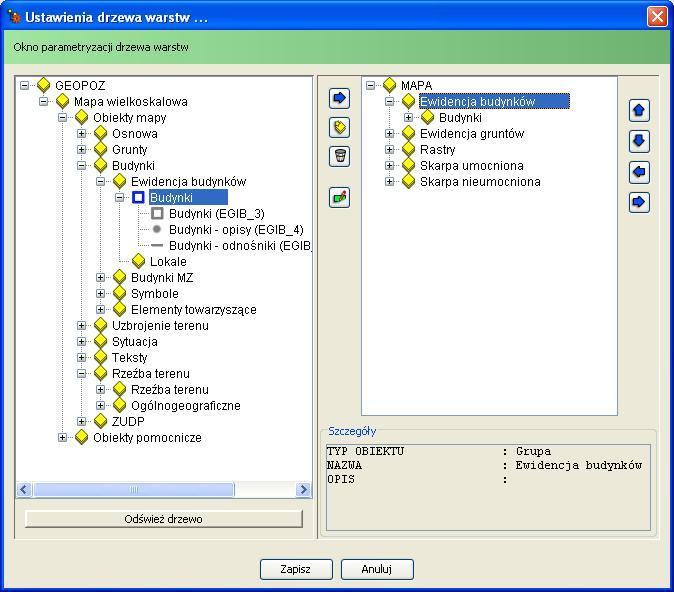 Ustawienia drzewa warstw ...
Okno parametryzacji drzewa warstw
GEOPOZ
Mapa wielkoskalowa
Obiekty mapy
Osnowa
Grunty
Budynki
Ewidencja budynków
Budynki
Budynki (EGIB_3)
Budynki - opisy (EGIB_4)
Budynki - odnośniki (EGIB_
Lokale
Budynki MZ
Symbole
Elementy towarzyszące
Uzbrojenie terenu
Sytuacja
Teksty
Rzeźba terenu
Rzeźba terenu
Ogólnogeograficzne
ZUDP
Obiekty pomocnicze
Odśwież drzewo
MAPA
Ewidencja budynków
Budynki
Ewidencja gruntów
Rastry
Skarpa umocniona
Skarpa nieumocniona
Szczegóły
TYP OBIEKTU : Grupa
NAZWA : Ewidencja budynków
OPIS :
Zapisz Anuluj